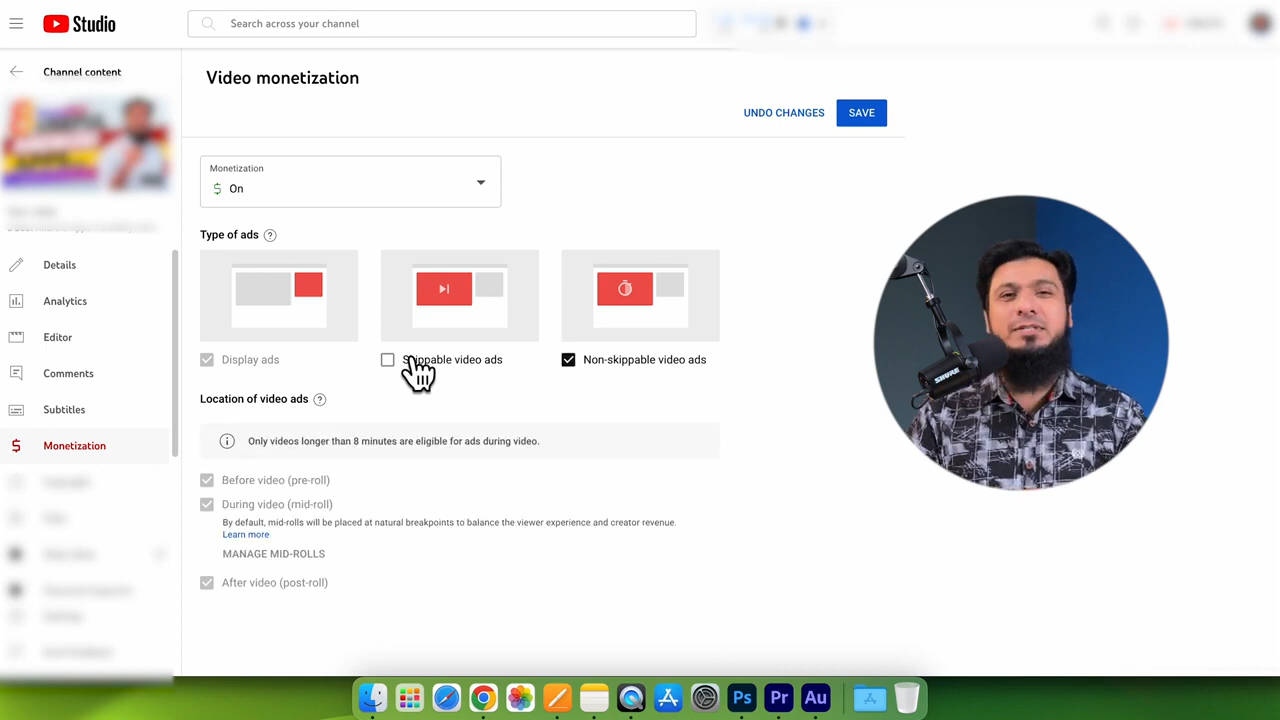 Studio
Search across your channel
Channel content
Video monetization
UNDO CHANGES
SAVE
Monetization
On
Type of ads
Details
Analytics
Editor
Comments
Subtitles
Monetization
Display ads
Skippable video ads
Non-skippable video ads
Location of video ads
Only videos longer than 8 minutes are eligible for ads during video.
Before video (pre-roll)
During video (mid-roll)
By default, mid-rolls will be placed at natural breakpoints to balance the viewer experience and creator revenue.
Learn more
MANAGE MID-ROLLS
After video (post-roll)
SHURE
Ps
Pr
Au